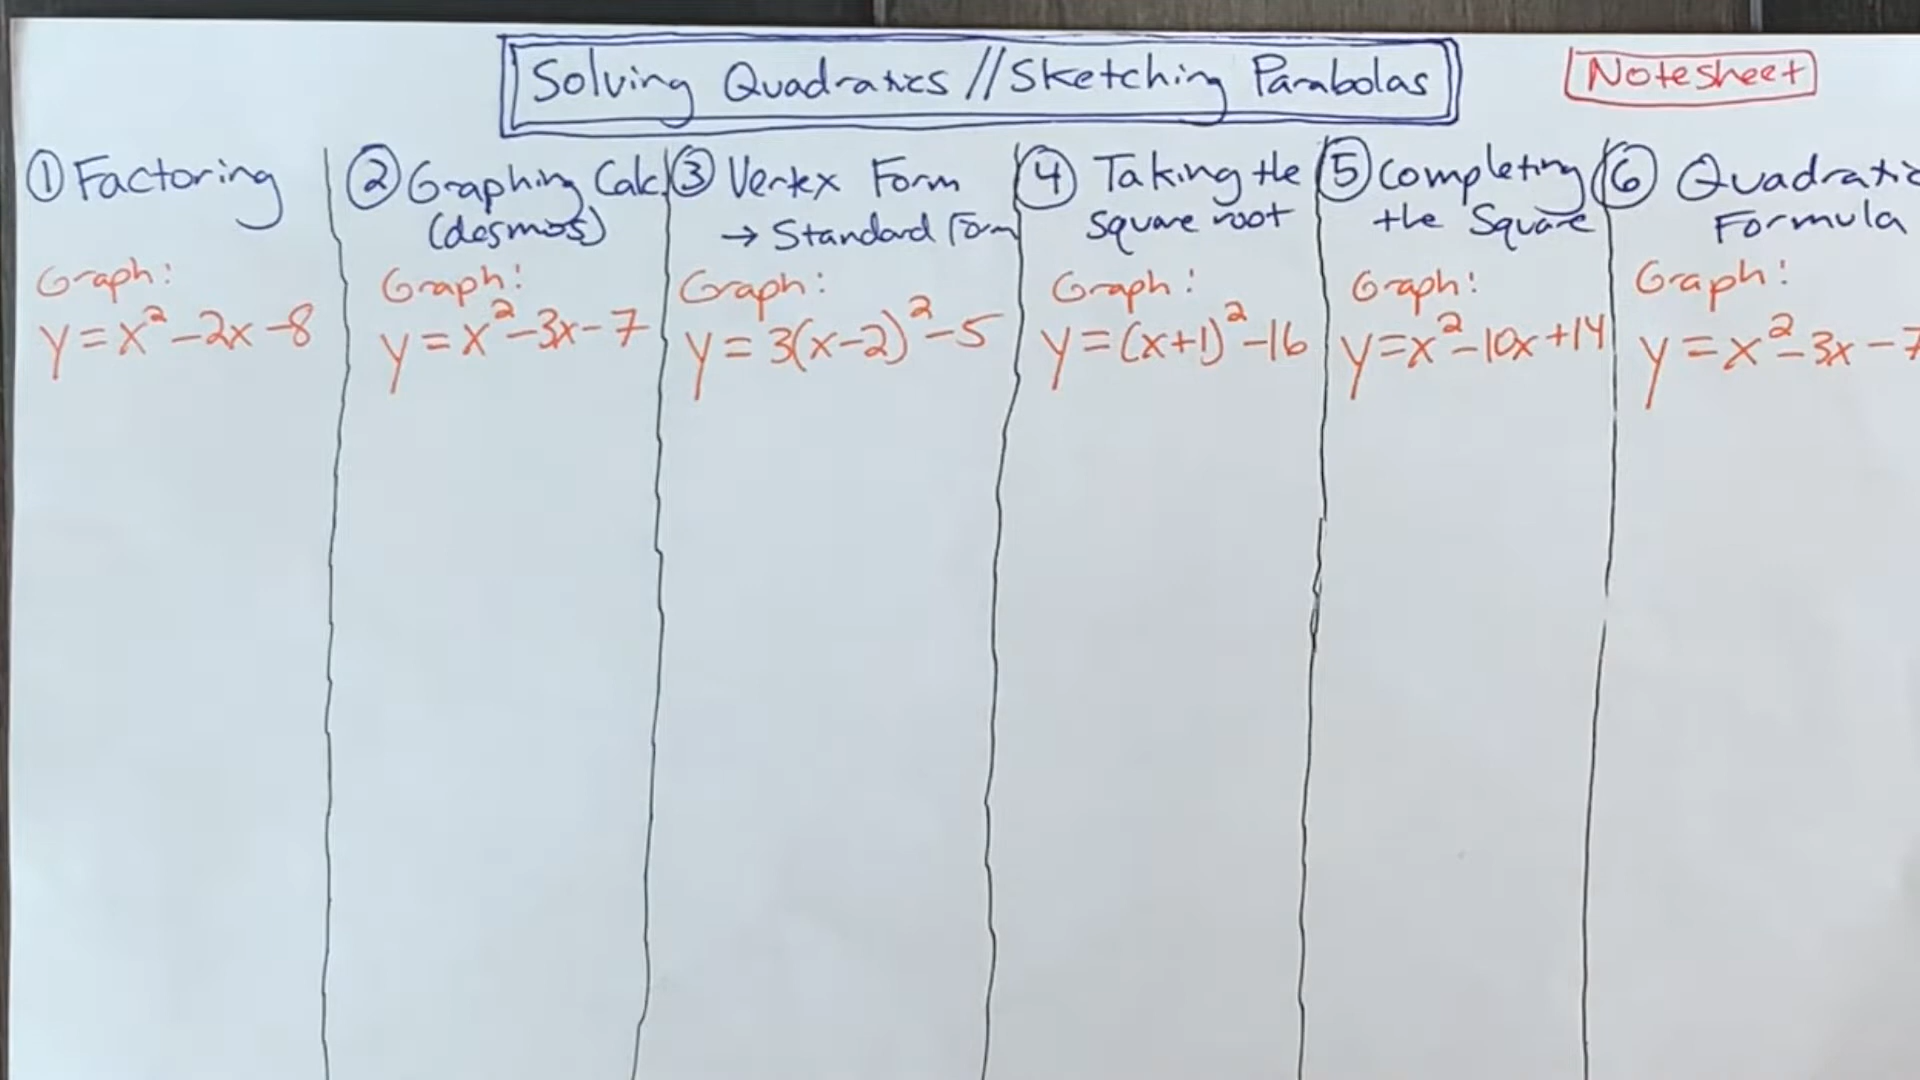 Solving Quadratics // Sketching Parabolas
Notesheet
① Factoring
Graph:
y = x² - 2x - 8
② Graphing Calc
(desmos)
Graph:
y = x² - 3x - 7
③ Vertex Form
→ Standard Form
Graph:
y = 3(x-2)² - 5
④ Taking the
Square root
Graph:
y = (x+1)² - 16
⑤ Completing
the Square
Graph:
y = x² - 10x + 14
⑥ Quadratic
Formula
Graph:
y = x² - 3x - 7